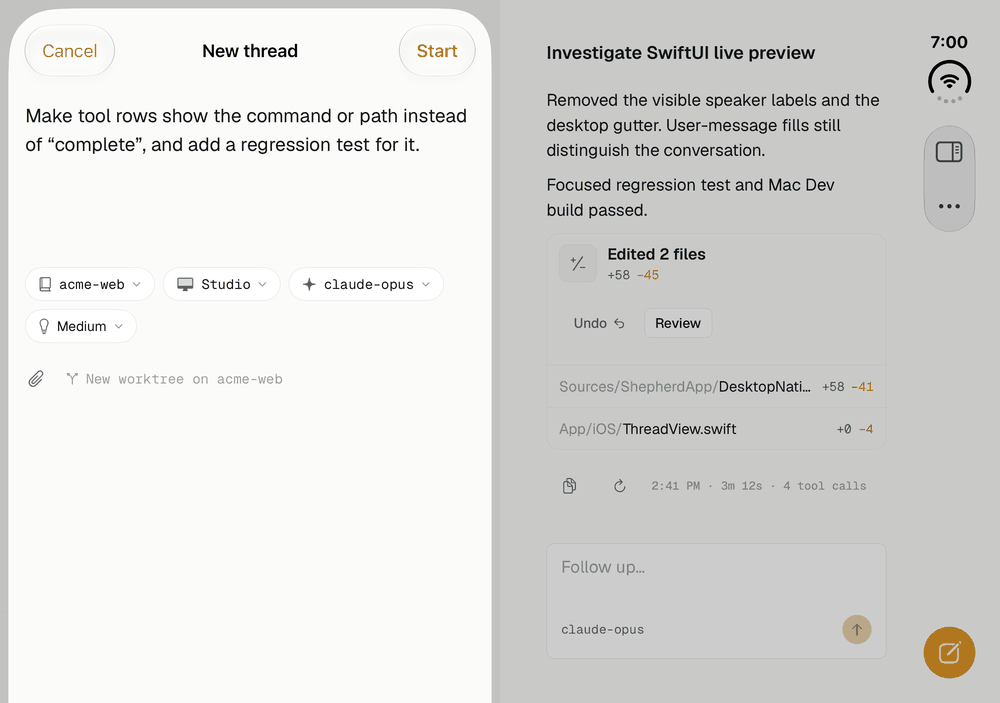 Cancel
New thread
Start
Make tool rows show the command or path instead
of “complete”, and add a regression test for it.
acme-web
Studio
claude-opus
Medium
New worktree on acme-web
Investigate SwiftUI live preview
7:00
Removed the visible speaker labels and the
desktop gutter. User-message fills still
distinguish the conversation.
Focused regression test and Mac Dev
build passed.
Edited 2 files
+58 −45
Undo
Review
Sources/ShepherdApp/DesktopNati... +58 −41
App/iOS/ThreadView.swift +0 −4
2:41 PM · 3m 12s · 4 tool calls
Follow up...
claude-opus